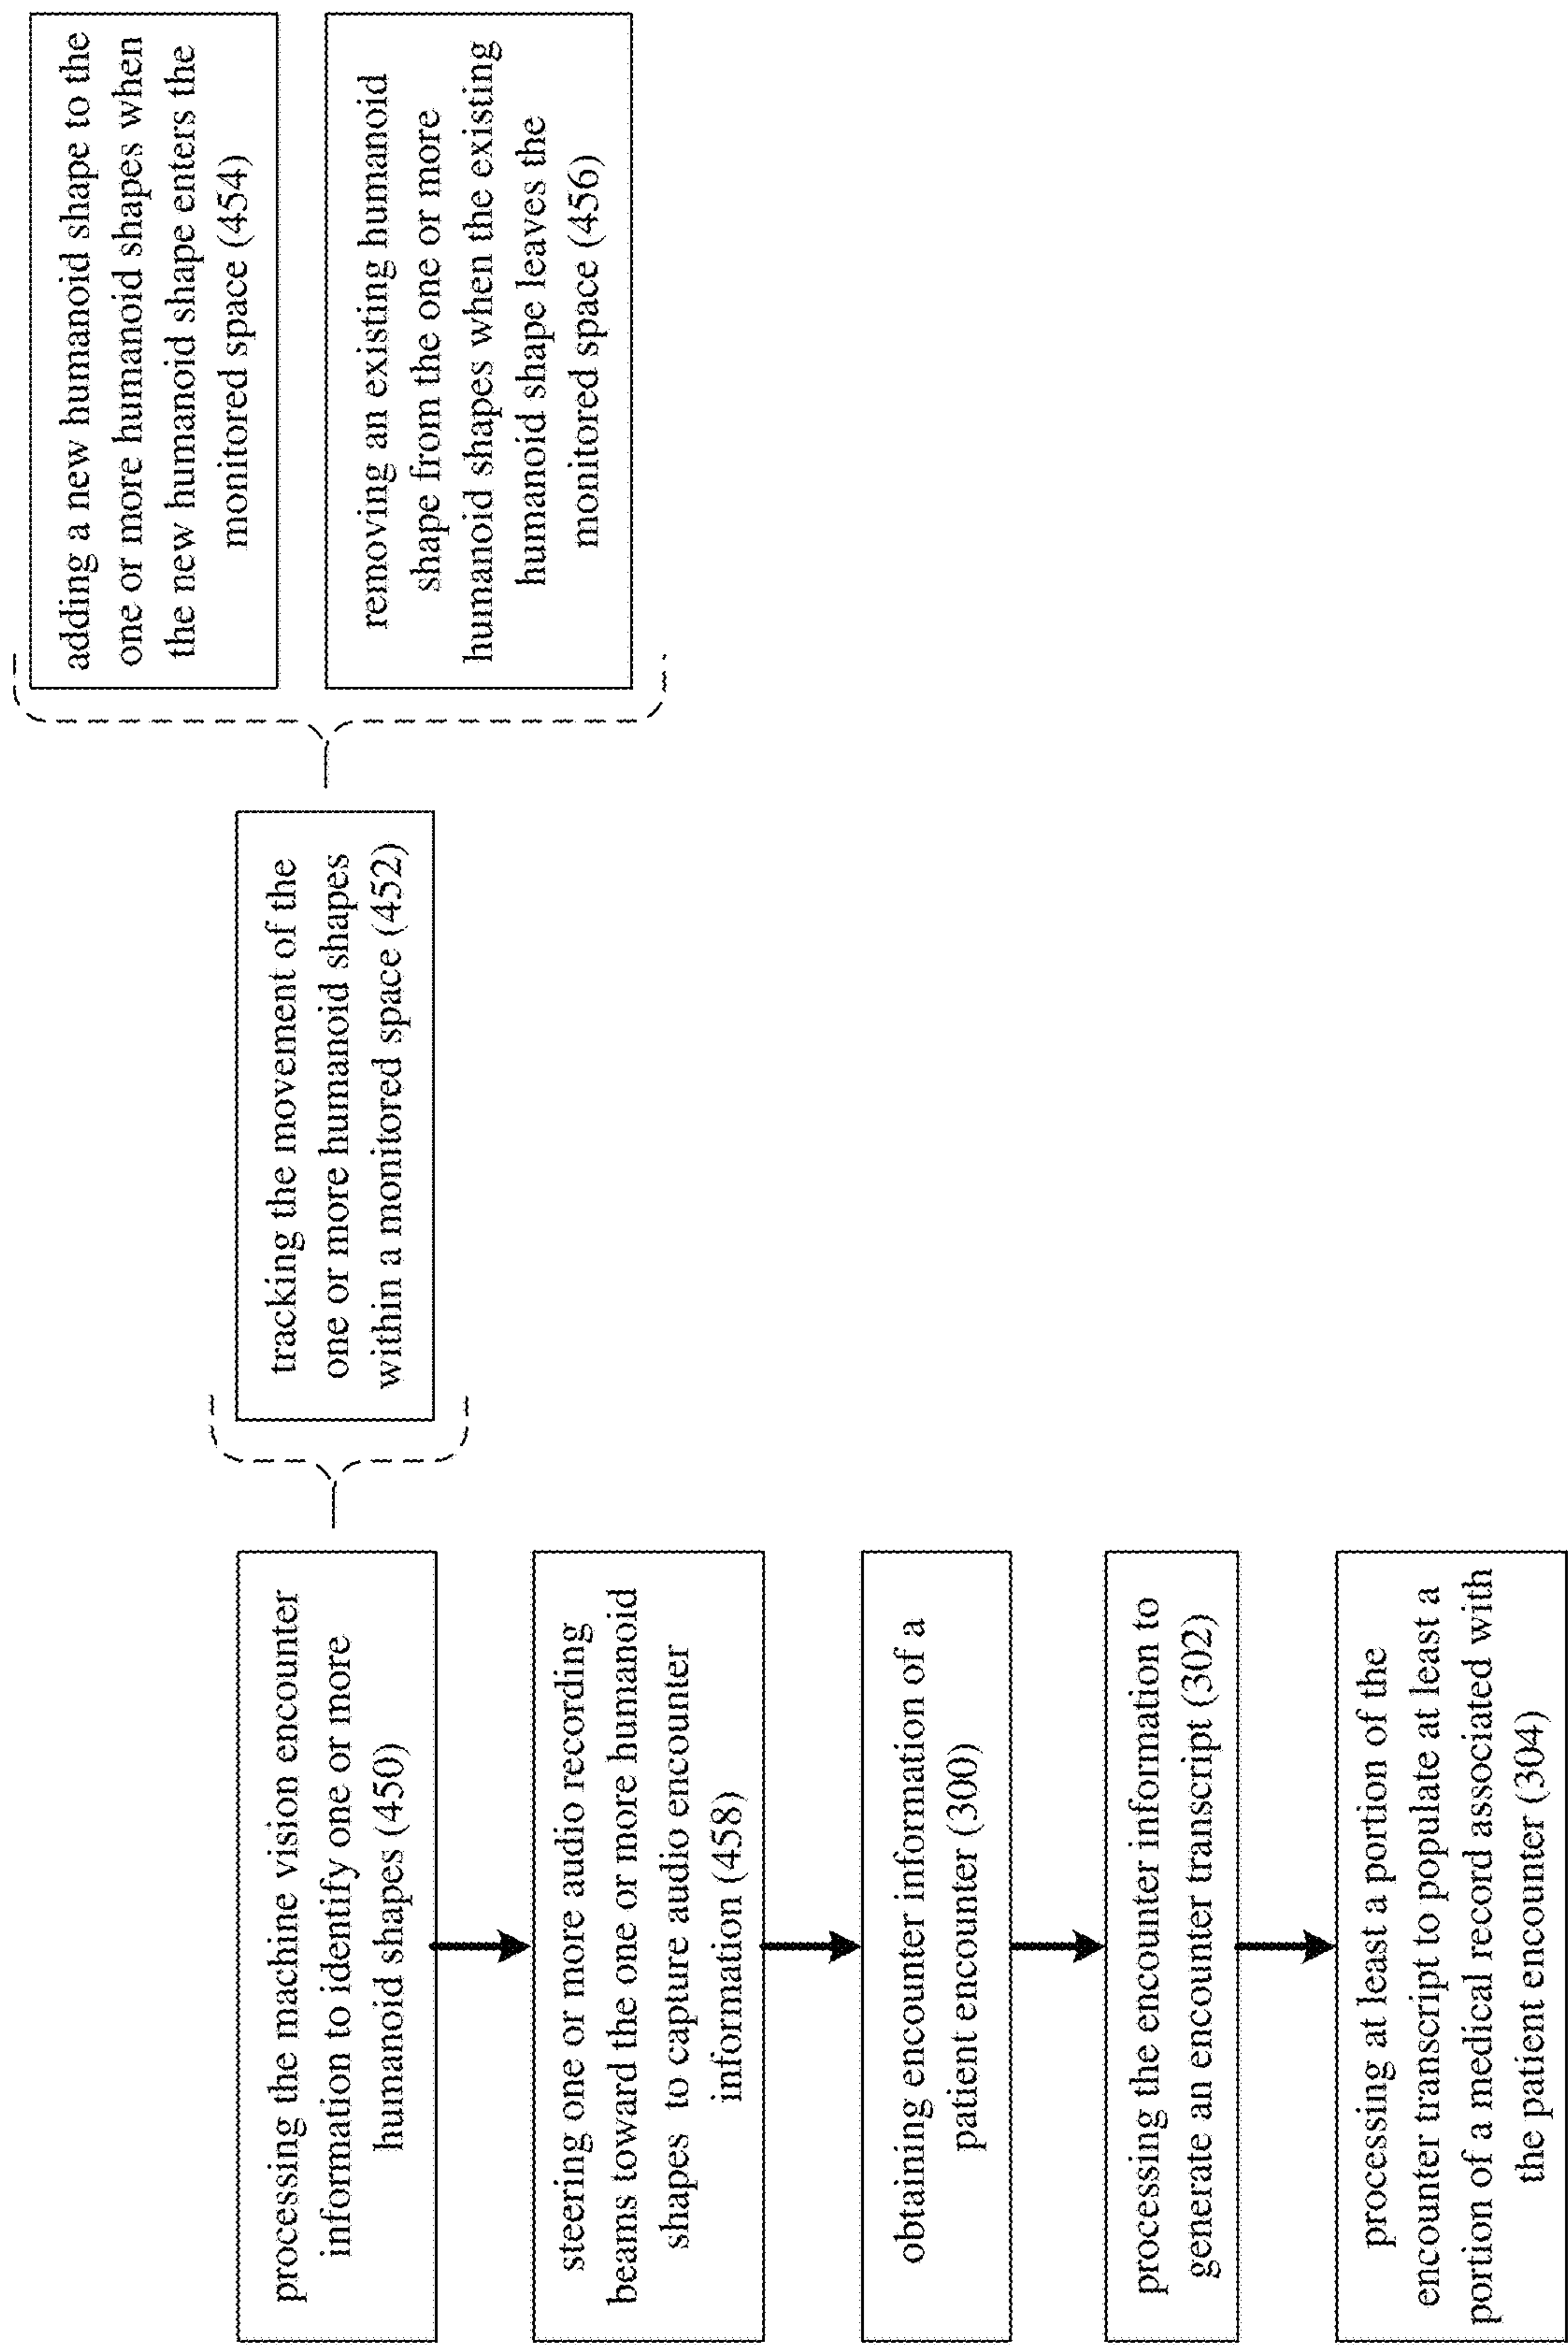 processing the machine vision encounter
information to identify one or more
humanoid shapes (450)
tracking the movement of the
one or more humanoid shapes
within a monitored space (452)
adding a new humanoid shape to the
one or more humanoid shapes when
the new humanoid shape enters the
monitored space (454)
removing an existing humanoid
shape from the one or more
humanoid shapes when the existing
humanoid shape leaves the
monitored space (456)
steering one or more audio recording
beams toward the one or more humanoid
shapes to capture audio encounter
information (458)
obtaining encounter information of a
patient encounter (300)
processing the encounter information to
generate an encounter transcript (302)
processing at least a portion of the
encounter transcript to populate at least a
portion of a medical record associated with
the patient encounter (304)